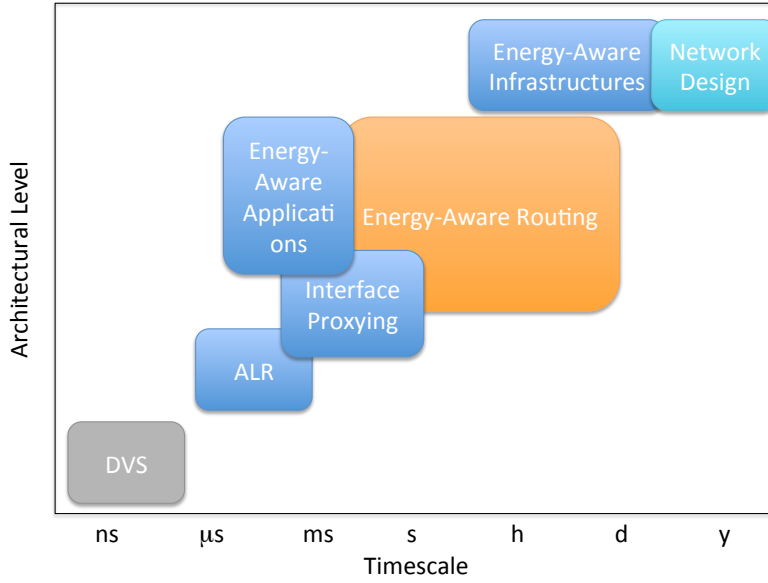 Energy-Aware
Infrastructures
Network
Design
Energy-
Aware
Applicati
ons
Energy-Aware Routing
Interface
Proxying
ALR
DVS
Architectural Level
ns μs ms s h d y
Timescale